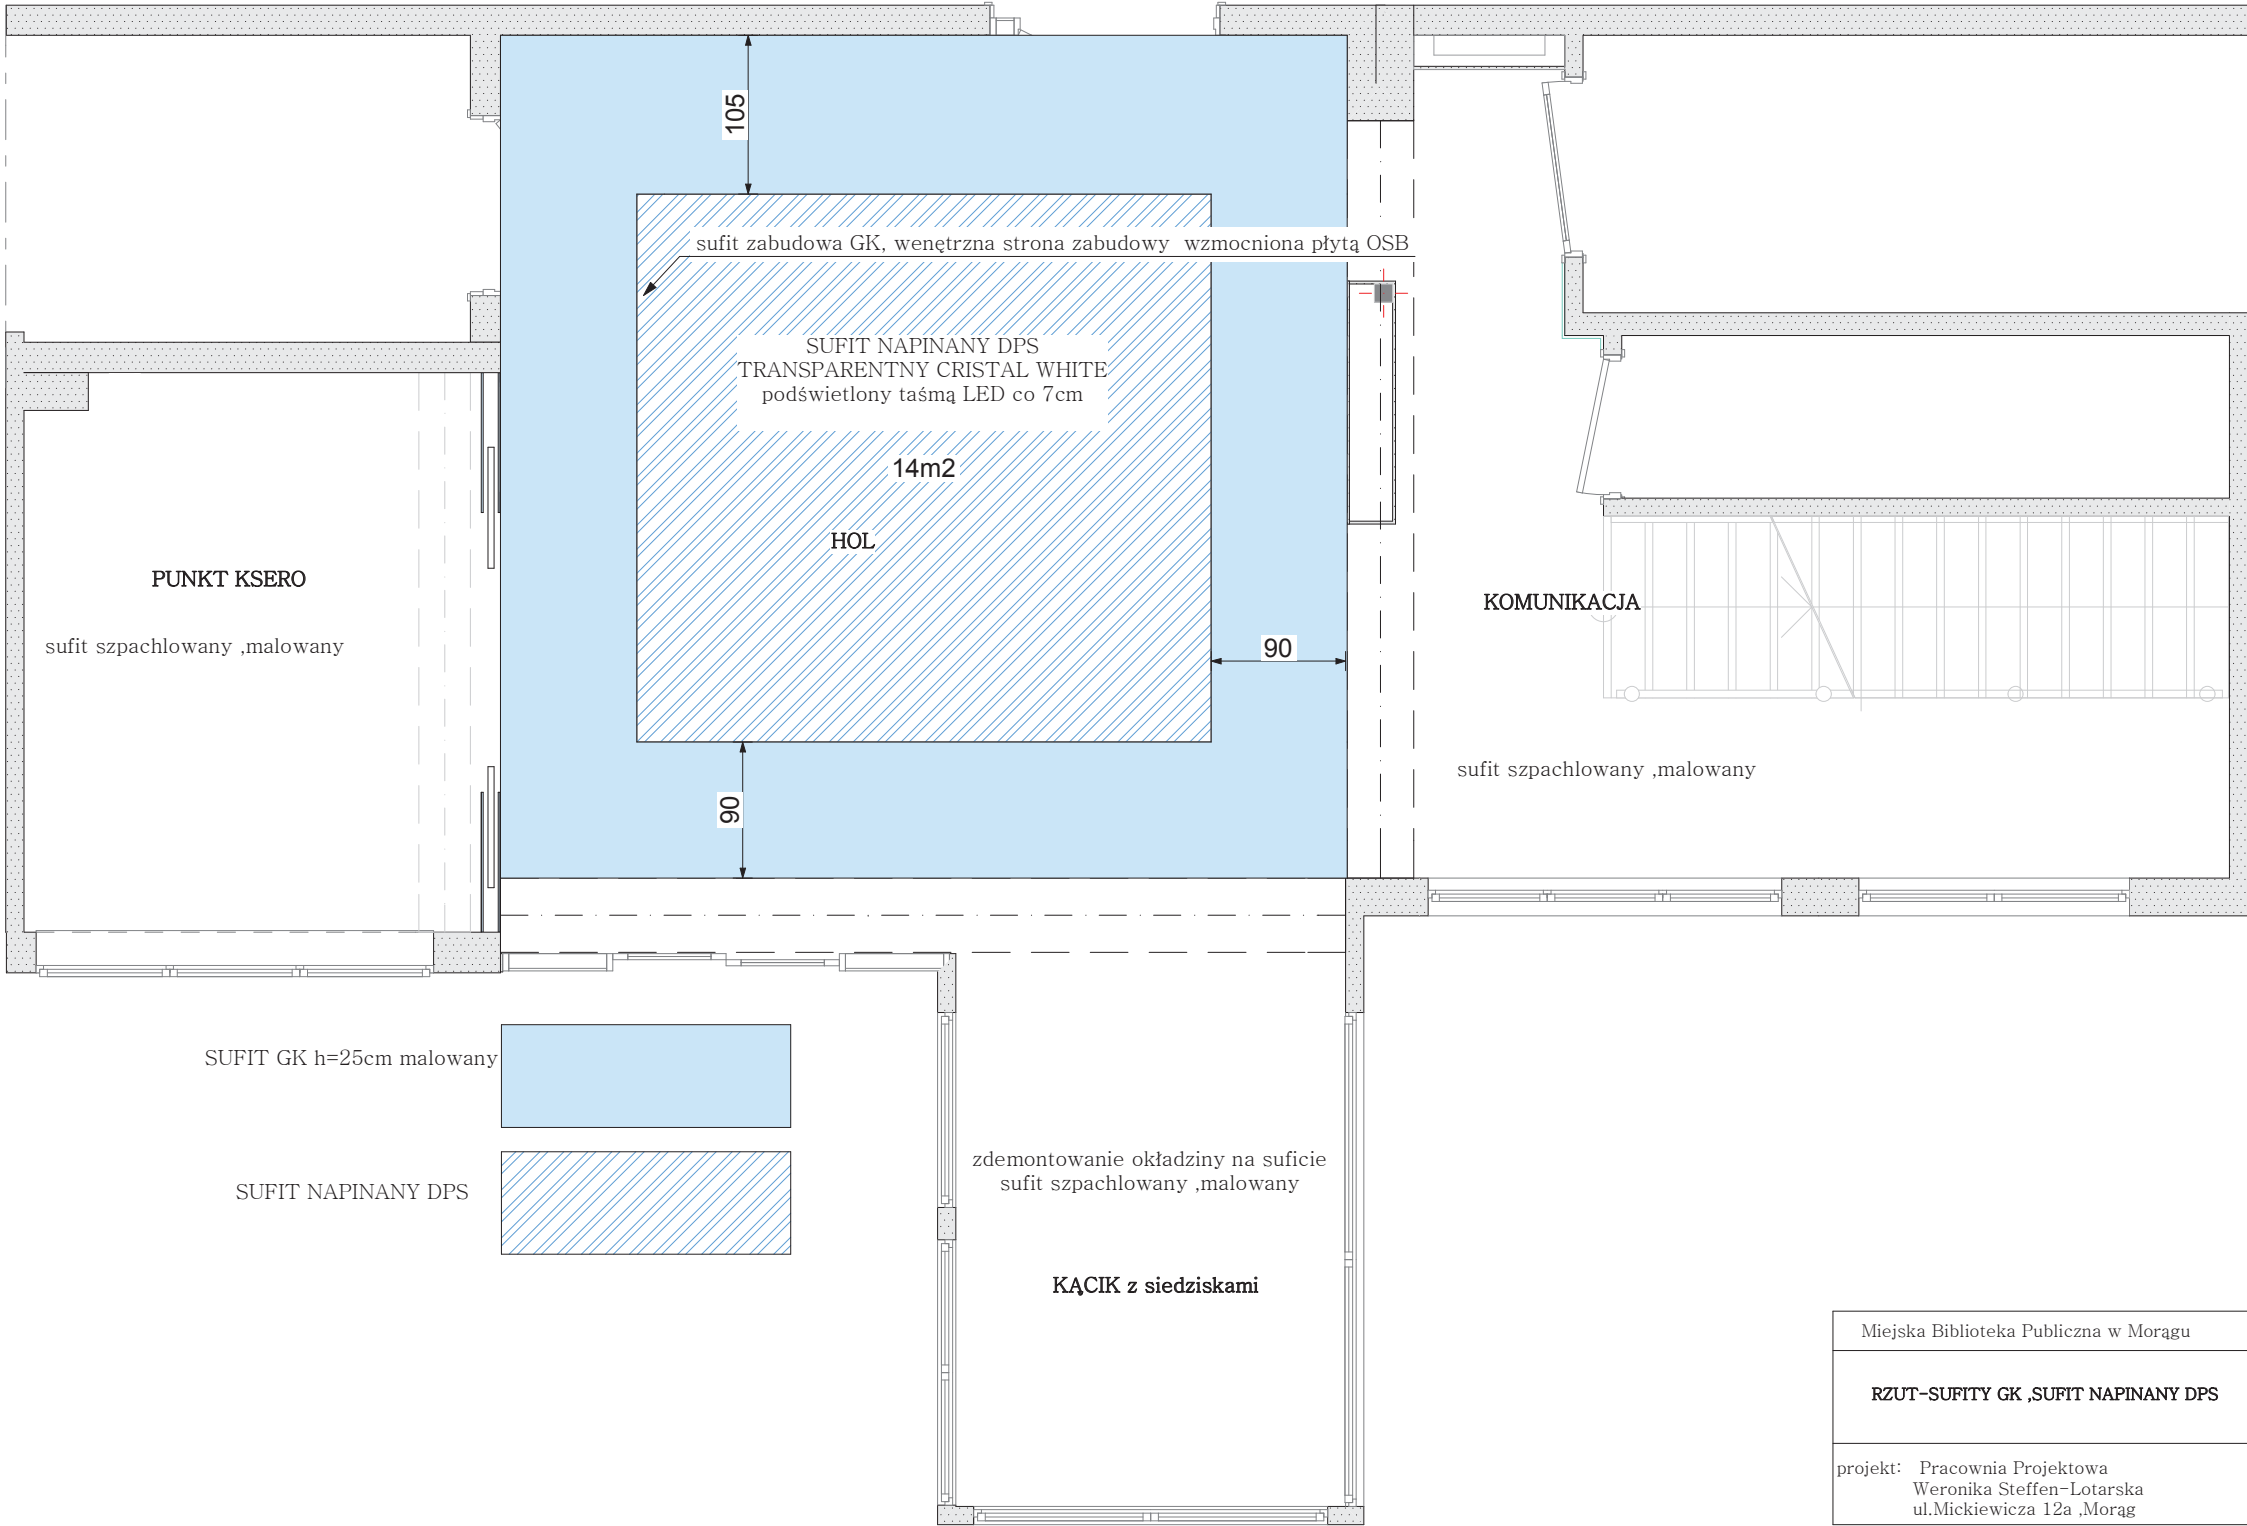 105
sufit zabudowa GK, wenętrzna strona zabudowy wzmocniona płytą OSB
SUFIT NAPINANY DPS
TRANSPARENTNY CRISTAL WHITE
podświetlony taśmą LED co 7cm
14m2
HOL
PUNKT KSERO
sufit szpachlowany ,malowany
KOMUNIKACJA
90
sufit szpachlowany ,malowany
90
SUFIT GK h=25cm malowany
SUFIT NAPINANY DPS
zdemontowanie okładziny na suficie
sufit szpachlowany ,malowany
KĄCIK z siedziskami
Miejska Biblioteka Publiczna w Morągu
RZUT-SUFITY GK ,SUFIT NAPINANY DPS
projekt: Pracownia Projektowa
Weronika Steffen-Lotarska
ul.Mickiewicza 12a ,Morąg